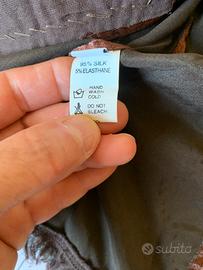 95% SILK
5% ELASTHANE
HAND
WASH
COLD
DO NOT
BLEACH
subito